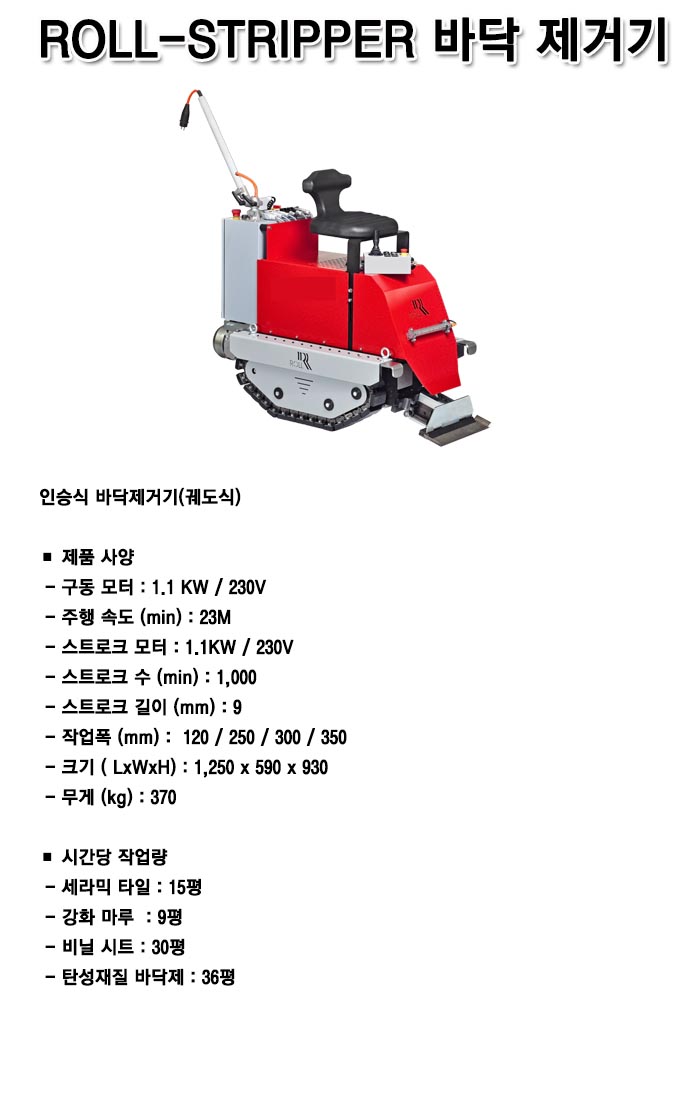 ROLL-STRIPPER 바닥 제거기
ROLL
인승식 바닥제거기(궤도식)
■ 제품 사양
- 구동 모터 : 1.1 KW / 230V
- 주행 속도 (min) : 23M
- 스트로크 모터 : 1.1KW / 230V
- 스트로크 수 (min) : 1,000
- 스트로크 길이 (mm) : 9
- 작업폭 (mm) : 120 / 250 / 300 / 350
- 크기 ( LxWxH) : 1,250 x 590 x 930
- 무게 (kg) : 370
■ 시간당 작업량
- 세라믹 타일 : 15평
- 강화 마루 : 9평
- 비닐 시트 : 30평
- 탄성재질 바닥제 : 36평